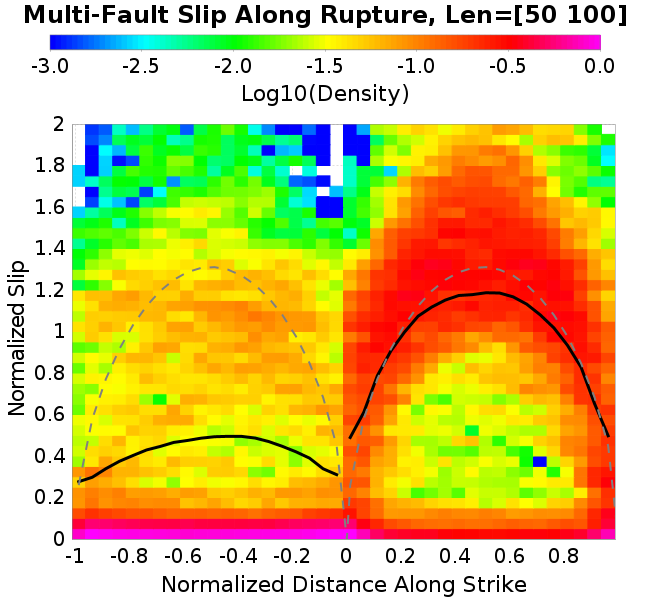 Multi-Fault Slip Along Rupture, Len=[50 100]
-3.0 -2.5 -2.0 -1.5 -1.0 -0.5 0.0
Log10(Density)
2
1.8
1.6
1.4
1.2
1
0.8
0.6
0.4
0.2
0
Normalized Slip
-1 -0.8 -0.6 -0.4 -0.2 0 0.2 0.4 0.6 0.8
Normalized Distance Along Strike